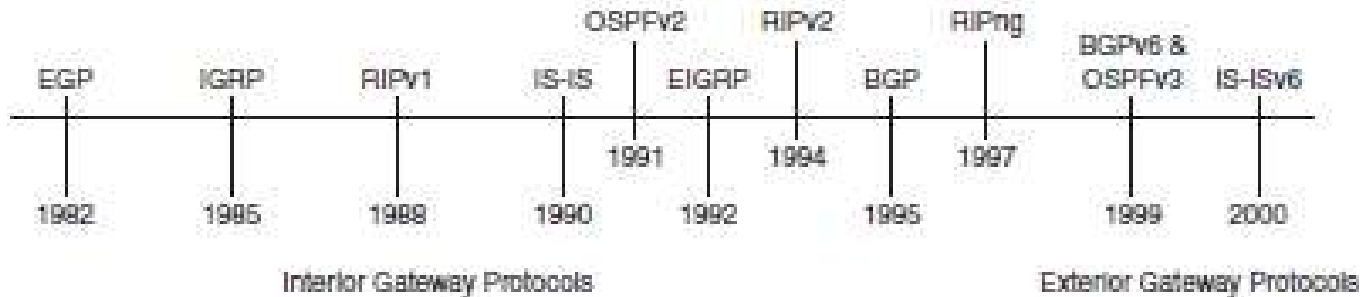 OSPFv2 RIPv2 RIPng
BGPv6 &
EGP IGRP RIPv1 IS-IS EIGRP BGP OSPFv3 IS-ISv6
1991 1994 1997
1982 1985 1988 1990 1992 1995 1999 2000
Interior Gateway Protocols Exterior Gateway Protocols